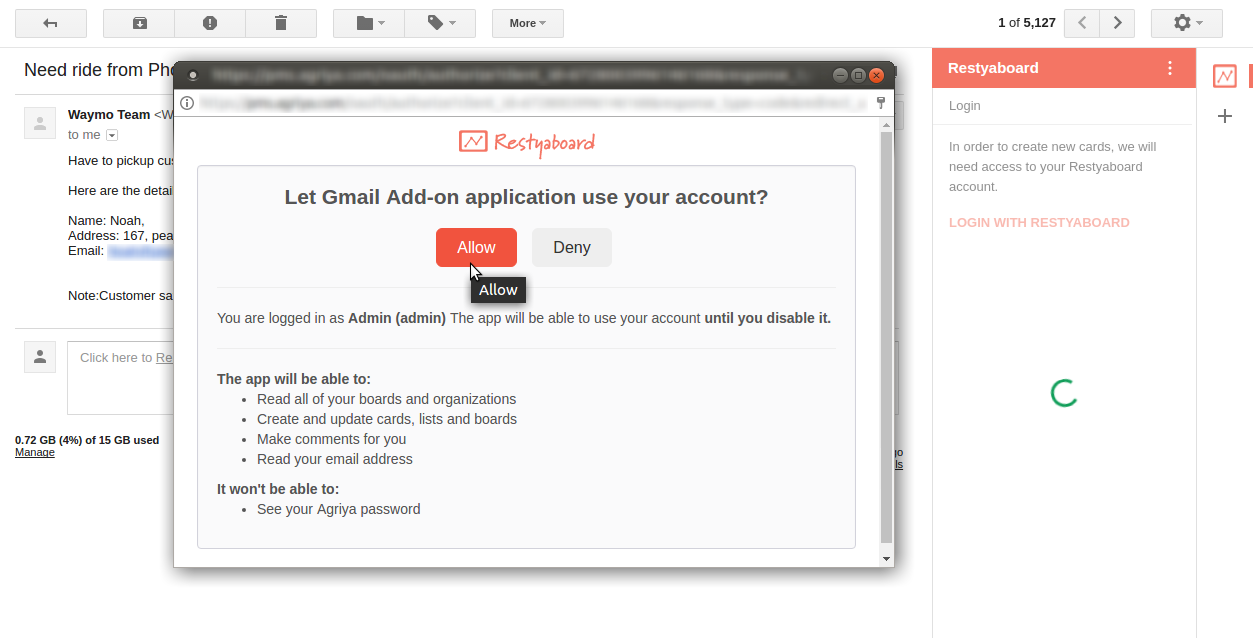 More
1 of 5,127
Need ride from Pho
Waymo Team <W
to me
Have to pickup cus
Here are the detai
Name: Noah,
Address: 167, pea
Email:
Note:Customer sa
Click here to Re
0.72 GB (4%) of 15 GB used
Manage
go
ls
Restyaboard
Let Gmail Add-on application use your account?
Allow
Deny
Allow
You are logged in as Admin (admin) The app will be able to use your account until you disable it.
The app will be able to:
• Read all of your boards and organizations
• Create and update cards, lists and boards
• Make comments for you
• Read your email address
It won't be able to:
• See your Agriya password
Restyaboard
Login
In order to create new cards, we will
need access to your Restyaboard
account.
LOGIN WITH RESTYABOARD